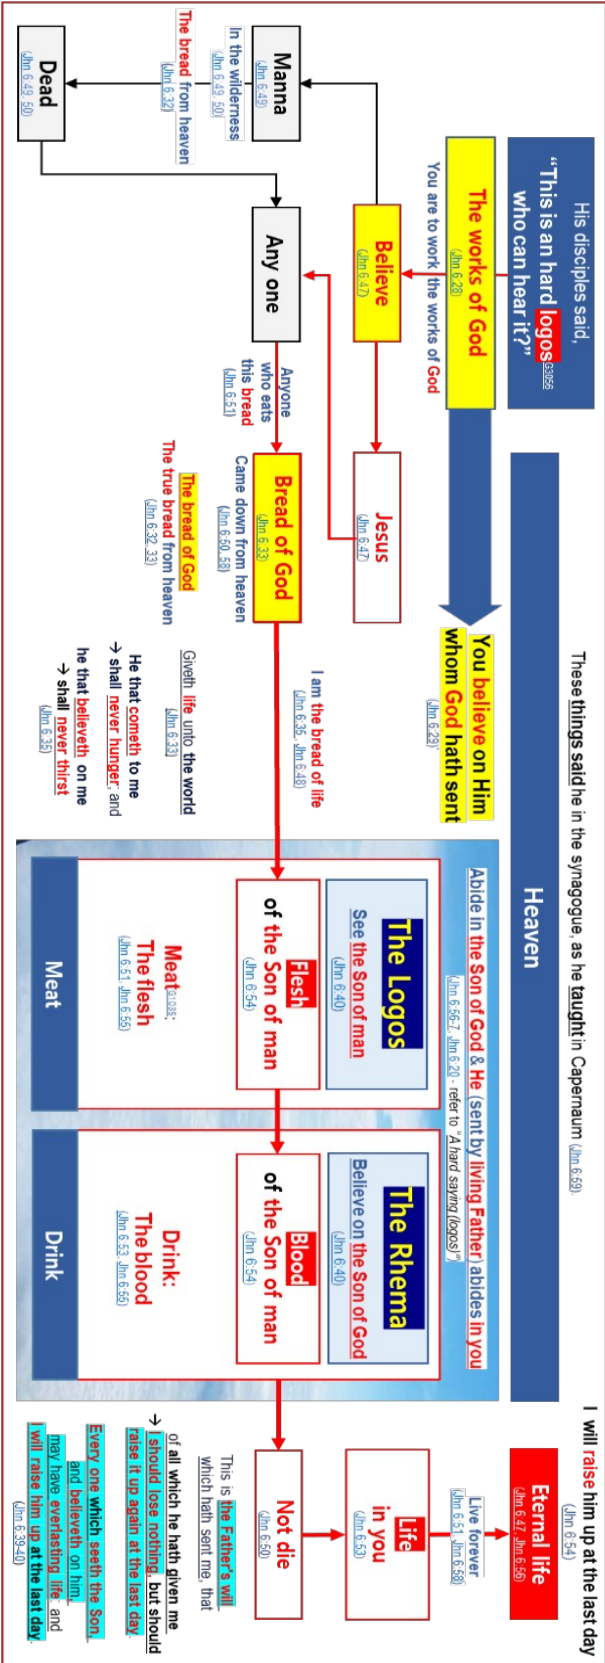 These things said he in the synagogue, as he taught in Capernaum (Jhn 6:59).
I will raise him up at the last day
(Jhn 6:54)
His disciples said,
“This is an hard logosG3056
who can hear it?”
Heaven
Eternal life
(Jhn 6:47, Jhn 6:56)
The works of God
(Jhn 6:28)
You are to work the works of God
You believe on Him
whom God hath sent
(Jhn 6:29)
Abide in the Son of God & He (sent by living Father) abides in you
(Jhn 6:56-7, Jhn 6:20 - refer to “A hard saying (logos)”)
Live forever
(Jhn 6:51, Jhn 6:58)
Believe
(Jhn 6:47)
Jesus
(Jhn 6:47)
The Logos
(Jhn 6:40)
See the Son of man
The Rhema
(Jhn 6:40)
Believe on the Son of God
Life
in you
(Jhn 6:53)
Manna
(Jhn 6:49)
In the wilderness
(Jhn 6:49, 50)
The bread from heaven
(Jhn 6:32)
Dead
(Jhn 6:49, 50)
Any one
Anyone
who eats
this bread
(Jhn 6:51)
Bread of God
(Jhn 6:33)
Came down from heaven
(Jhn 6:50, 58)
The bread of God
The true bread from heaven
(Jhn 6:32, 33)
I am the bread of life
(Jhn 6:35, Jhn 6:48)
Giveth life unto the world
(Jhn 6:33)
He that cometh to me
→ shall never hunger; and
he that believeth on me
→ shall never thirst
(Jhn 6:35)
Flesh
of the Son of man
(Jhn 6:54)
Blood
of the Son of man
(Jhn 6:54)
Meat
The flesh
(Jhn 6:51, Jhn 6:55)
Drink:
The blood
(Jhn 6:53, Jhn 6:55)
Meat
Drink
Not die
(Jhn 6:50)
This is the Father's will
which hath sent me, that
of all which he hath given me
→ I should lose nothing, but should
raise it up again at the last day.
Every one which seeth the Son,
and believeth on him,
may have everlasting life; and
I will raise him up at the last day.
(Jhn 6:39-40)